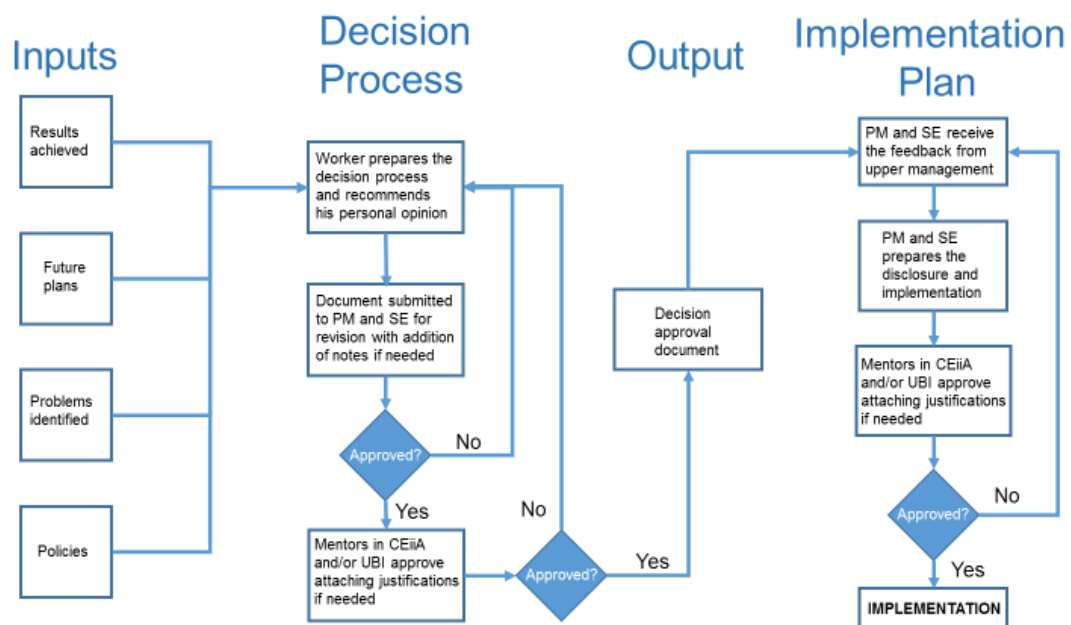 Inputs
Results
achieved
Future
plans
Problems
identified
Policies
Decision
Process
Worker prepares the
decision process
and recommends
his personal opinion
Document submitted
to PM and SE for
revision with addition
of notes if needed
Approved?
No
Yes
Mentors in CEiiA
and/or UBI approve
attaching justifications
if needed
Approved?
No
Yes
Output
Decision
approval
document
Implementation
Plan
PM and SE receive
the feedback from
upper management
PM and SE
prepares the
disclosure and
implementation
Mentors in CEiiA
and/or UBI approve
attaching justifications
if needed
Approved?
No
Yes
IMPLEMENTATION